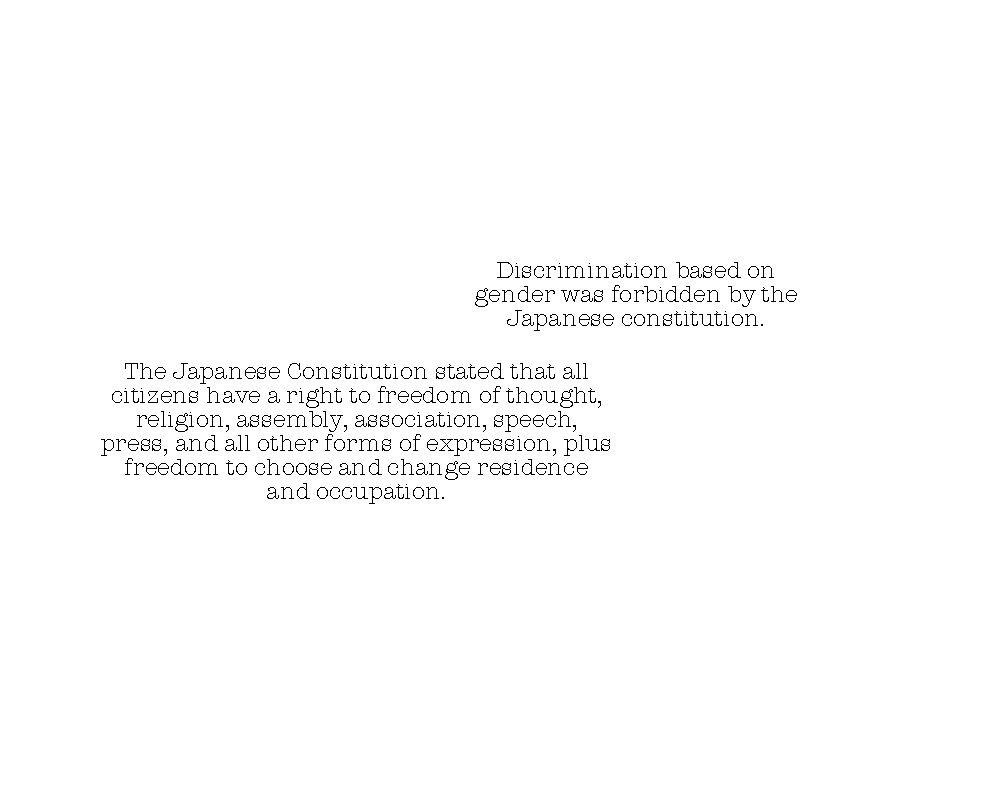 Discrimination based on
gender was forbidden by the
Japanese constitution.
The Japanese Constitution stated that all
citizens have a right to freedom of thought,
religion, assembly, association, speech,
press, and all other forms of expression, plus
freedom to choose and change residence
and occupation.